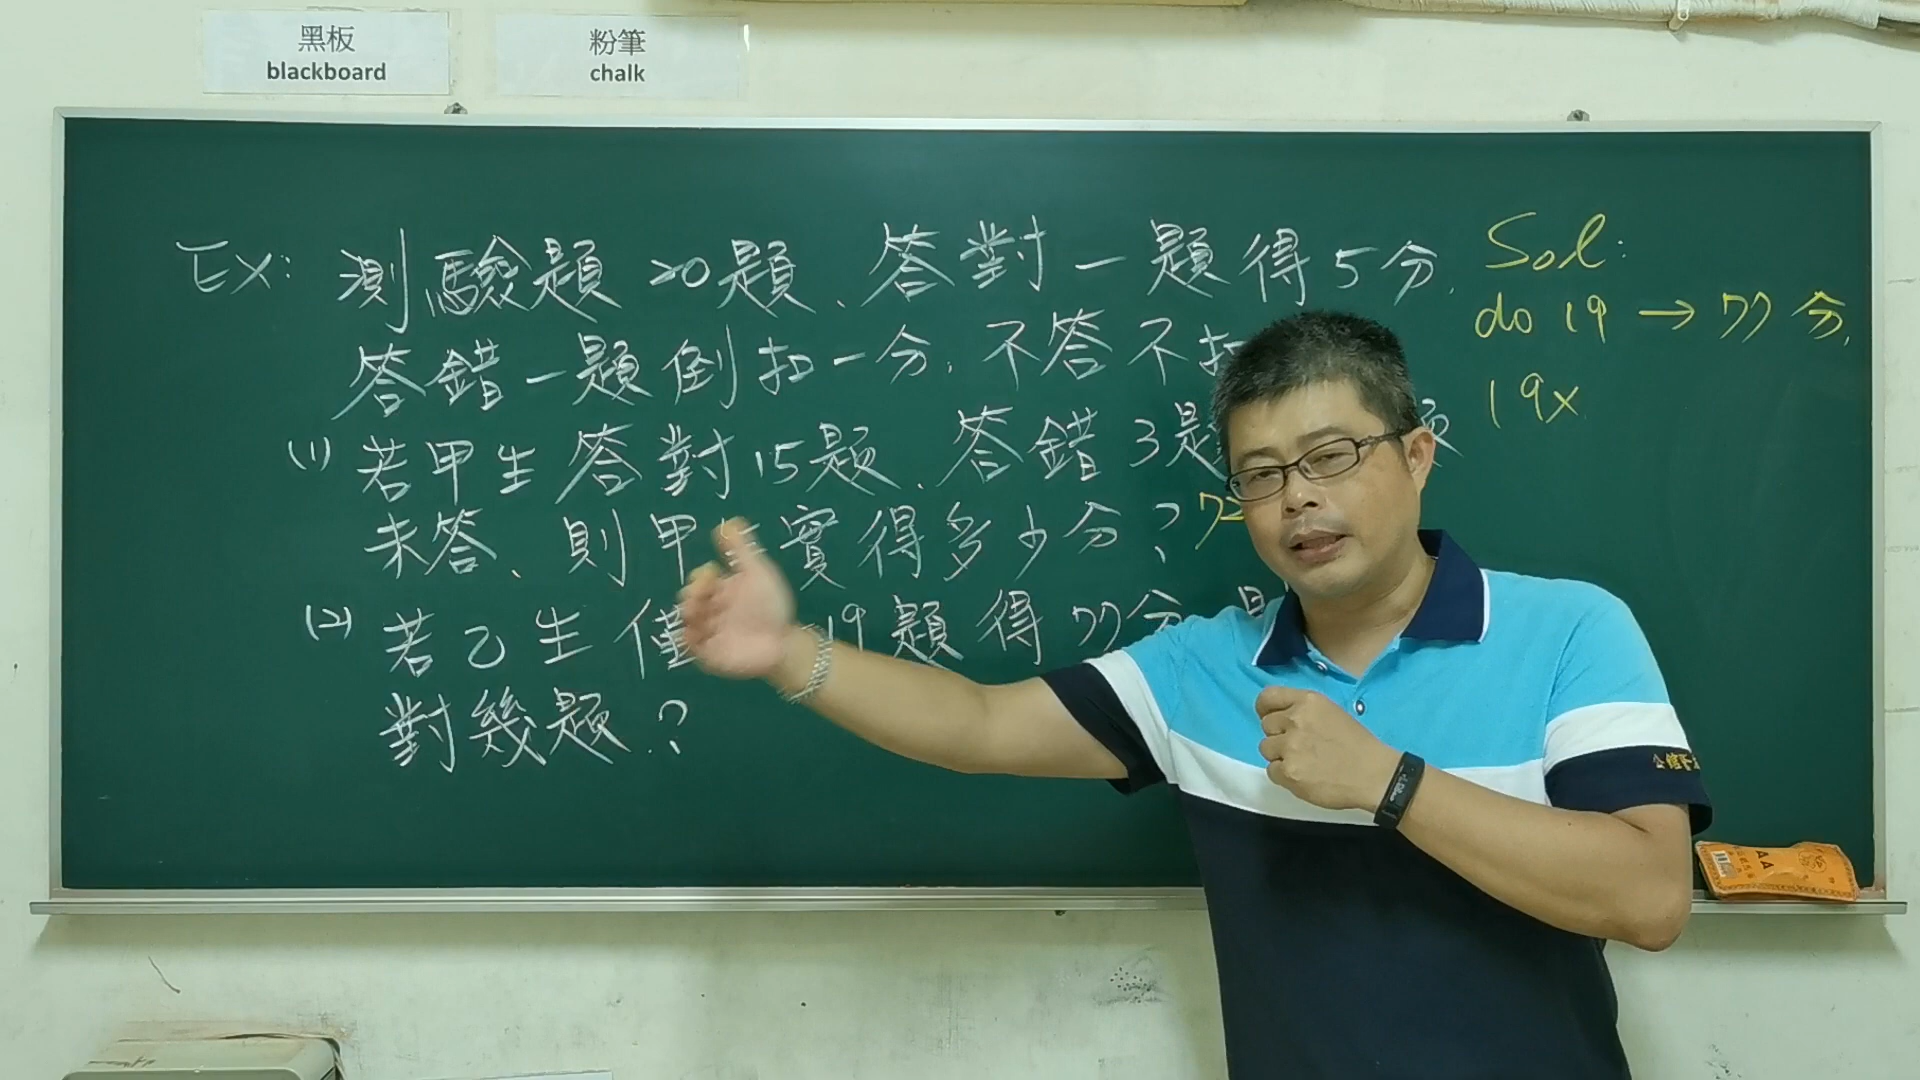 黑板
blackboard
粉筆
chalk
Ex: 測驗題20題、答對一題得5分.
答錯一題倒扣一分,不答不扣
(1) 若甲生答對15題、答錯3題
未答、則甲生實得多少分? 72
(2) 若乙生僅 19題得77分
對幾題?
Sol:
do 19 → 77分.
19x
AA